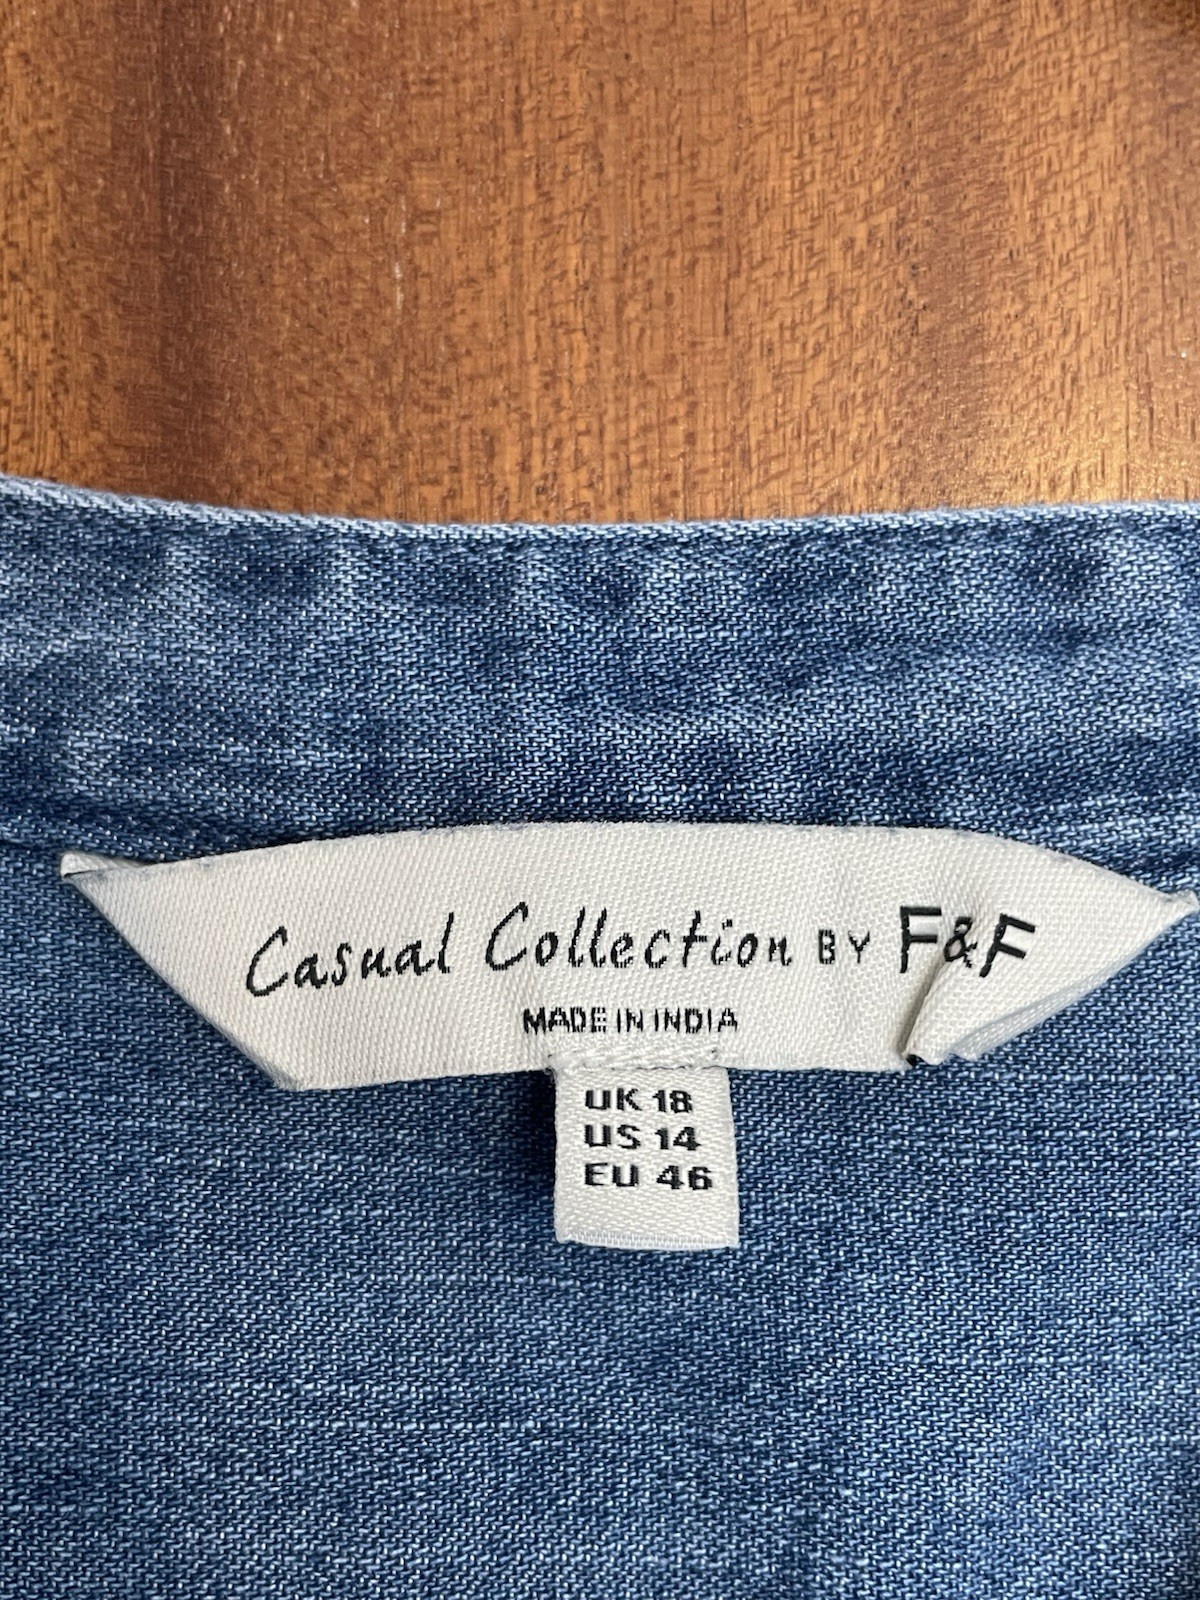 Casual Collection BY F&F
MADE IN INDIA
UK 18
US 14
EU 46